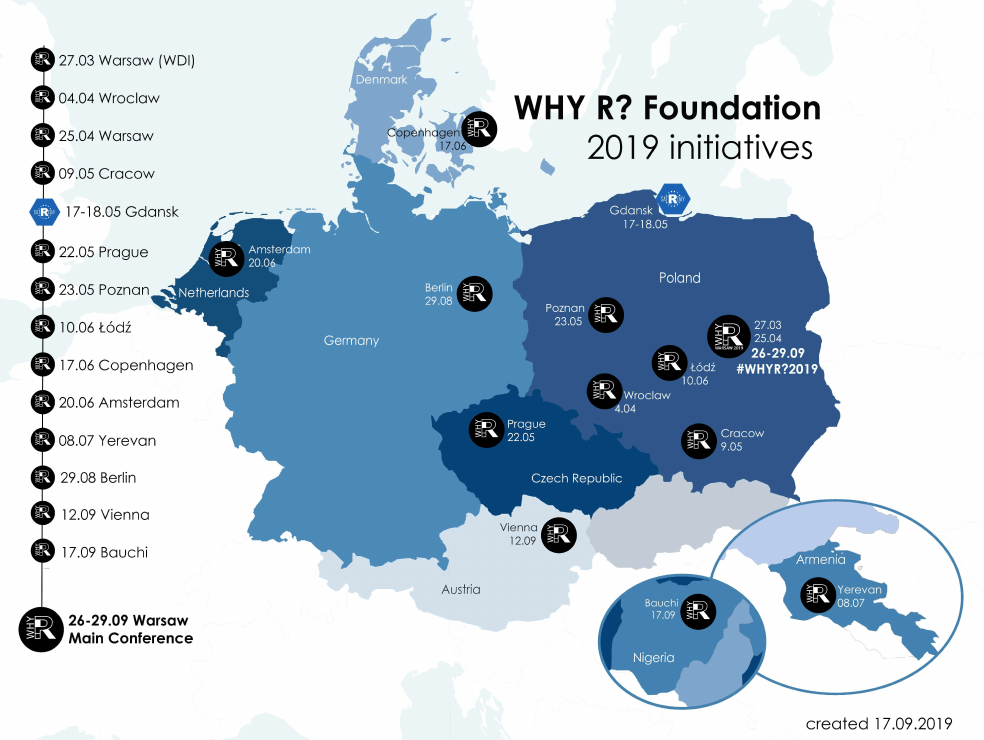 WHY R? Foundation
2019 initiatives
27.03 Warsaw (WDI)
04.04 Wroclaw
25.04 Warsaw
09.05 Cracow
17-18.05 Gdansk
22.05 Prague
23.05 Poznan
10.06 Łódź
17.06 Copenhagen
20.06 Amsterdam
08.07 Yerevan
29.08 Berlin
12.09 Vienna
17.09 Bauchi
26-29.09 Warsaw
Main Conference
Denmark
Copenhagen
17.06
Gdansk
17-18.05
Amsterdam
20.06
Netherlands
Germany
Berlin
29.08
Poland
Poznan
23.05
27.03
25.04
26-29.09
#WHYR?2019
WHY R
WARSAW 2019
Łódź
10.06
Wroclaw
4.04
Cracow
9.05
Prague
22.05
Czech Republic
Vienna
12.09
Austria
Armenia
Yerevan
08.07
Bauchi
17.09
Nigeria
created 17.09.2019